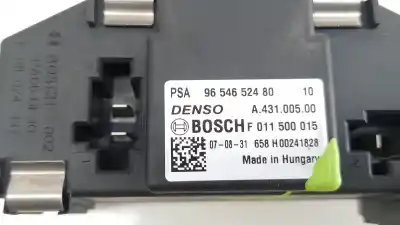 PSA 96 546 524 80 10
DENSO A.431.005.00
BOSCH F 011 500 015
07-08-31 658 H00241828
Made in Hungary